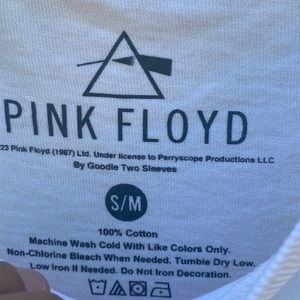 PINK FLOYD
23 Pink Floyd (1987) Ltd. Under license to Perryscope Productions LLC
By Goodie Two Sleeves
S/M
100% Cotton
Machine Wash Cold With Like Colors Only.
Non-Chlorine Bleach When Needed. Tumble Dry Low.
Low Iron If Needed. Do Not Iron Decoration.